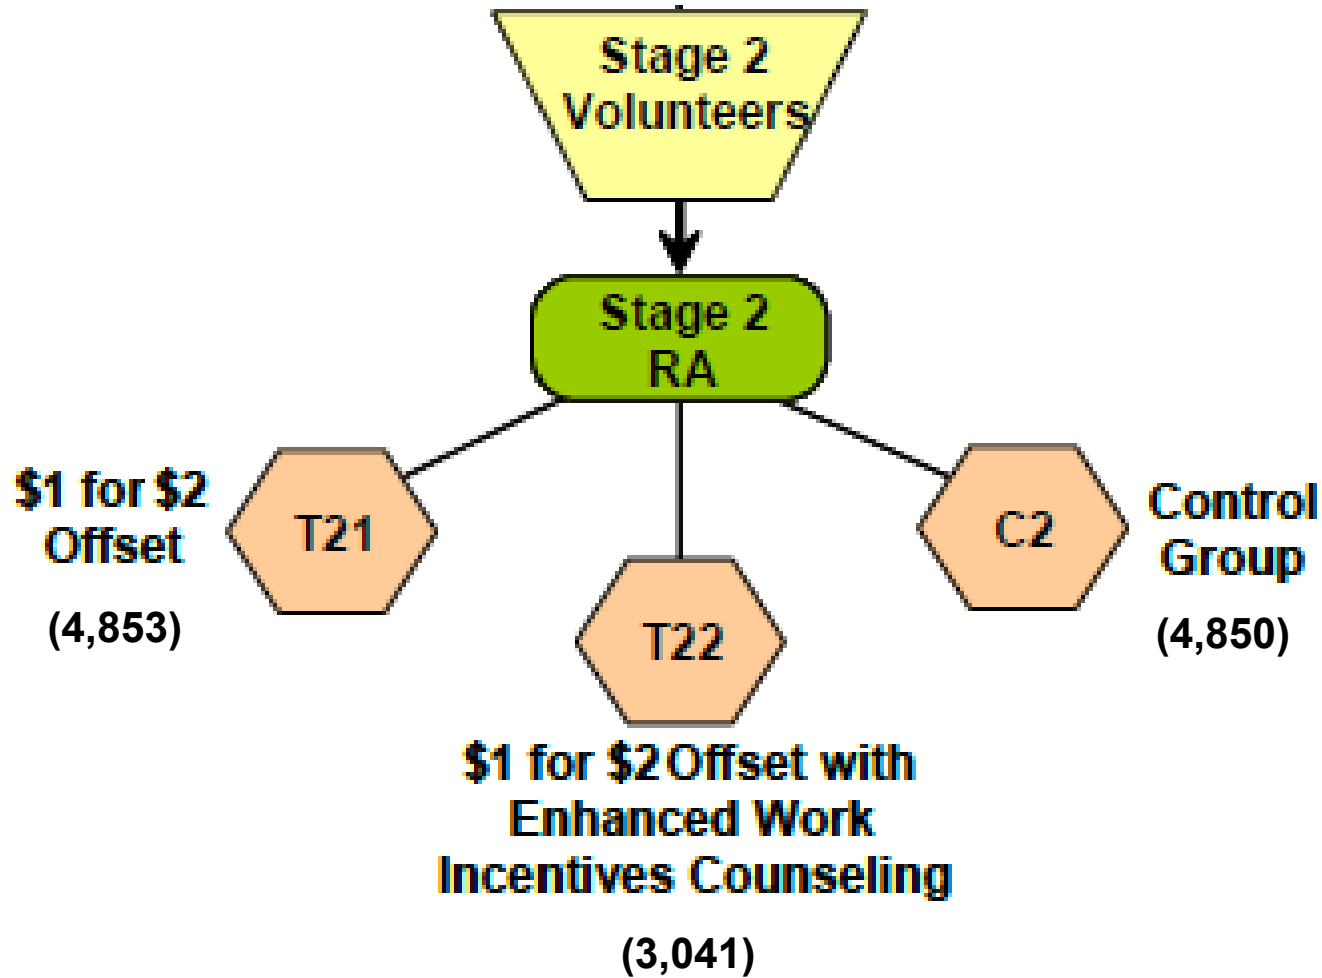 Stage 2
Volunteers
Stage 2
RA
$1 for $2
Offset
(4,853)
T21
T22
$1 for $2 Offset with
Enhanced Work
Incentives Counseling
(3,041)
C2
Control
Group
(4,850)